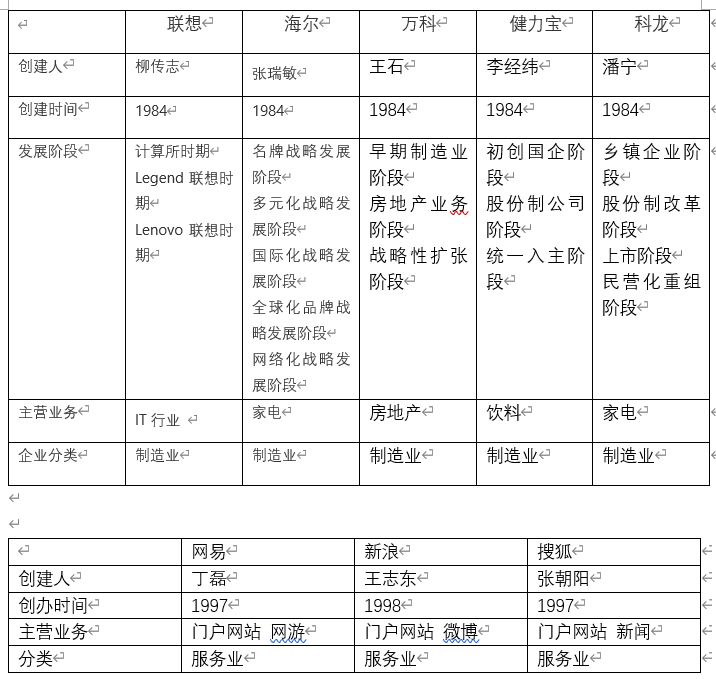 联想 海尔 万科 健力宝 科龙
创建人 柳传志 张瑞敏 王石 李经纬 潘宁
创建时间 1984 1984 1984 1984 1984
发展阶段 计算所时期 名牌战略发展 早期制造业 初创国企阶 乡镇企业阶
Legend 联想时 阶段 阶段 段 段
期 多元化战略发 房地产业务 股份制公司 股份制改革
Lenovo 联想时 展阶段 阶段 阶段 阶段
期 国际化战略发 战略性扩张 统一入主阶 上市阶段
展阶段 阶段 段 民营化重组
全球化品牌战 阶段
略发展阶段
网络化战略发
展阶段
主营业务 IT 行业 家电 房地产 饮料 家电
企业分类 制造业 制造业 制造业 制造业 制造业
网易 新浪 搜狐
创建人 丁磊 王志东 张朝阳
创办时间 1997 1998 1997
主营业务 门户网站 网游 门户网站 微博 门户网站 新闻
分类 服务业 服务业 服务业